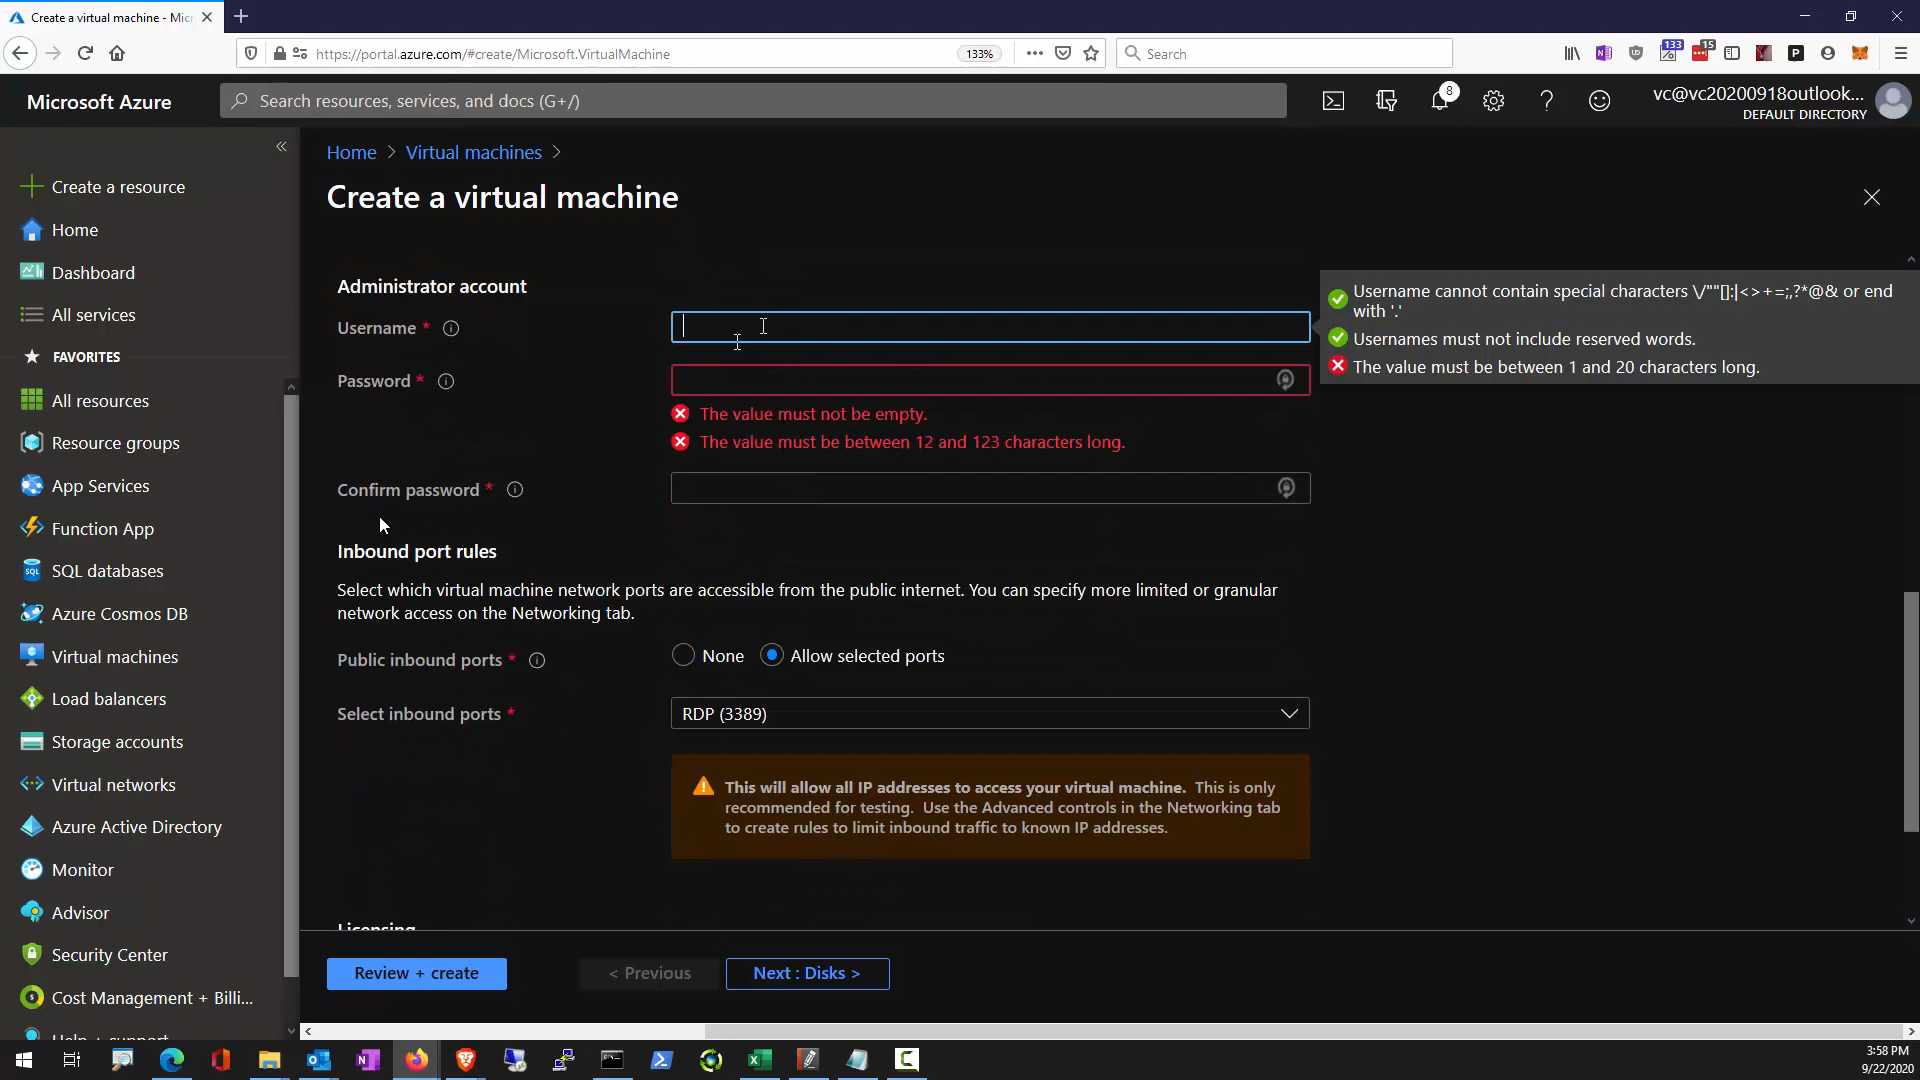 Create a virtual machine - Micr
https://portal.azure.com/#create/Microsoft.VirtualMachine
133%
Search
133
15
Microsoft Azure
Search resources, services, and docs (G+/)
8
vc@vc20200918outlook...
DEFAULT DIRECTORY
Create a resource
Home
Dashboard
All services
FAVORITES
All resources
Resource groups
App Services
Function App
SQL
SQL databases
Azure Cosmos DB
Virtual machines
Load balancers
Storage accounts
Virtual networks
Azure Active Directory
Monitor
Advisor
Security Center
Cost Management + Billi...
Help + support
Home > Virtual machines >
Create a virtual machine
Administrator account
Username *
Username cannot contain special characters \/""[]:|<>+=;,?*@& or end
with '.'
Usernames must not include reserved words.
The value must be between 1 and 20 characters long.
Password *
The value must not be empty.
The value must be between 12 and 123 characters long.
Confirm password *
Inbound port rules
Select which virtual machine network ports are accessible from the public internet. You can specify more limited or granular
network access on the Networking tab.
Public inbound ports *
None
Allow selected ports
Select inbound ports *
RDP (3389)
This will allow all IP addresses to access your virtual machine. This is only
recommended for testing. Use the Advanced controls in the Networking tab
to create rules to limit inbound traffic to known IP addresses.
Licensing
Review + create
< Previous
Next : Disks >
3:58 PM
9/22/2020